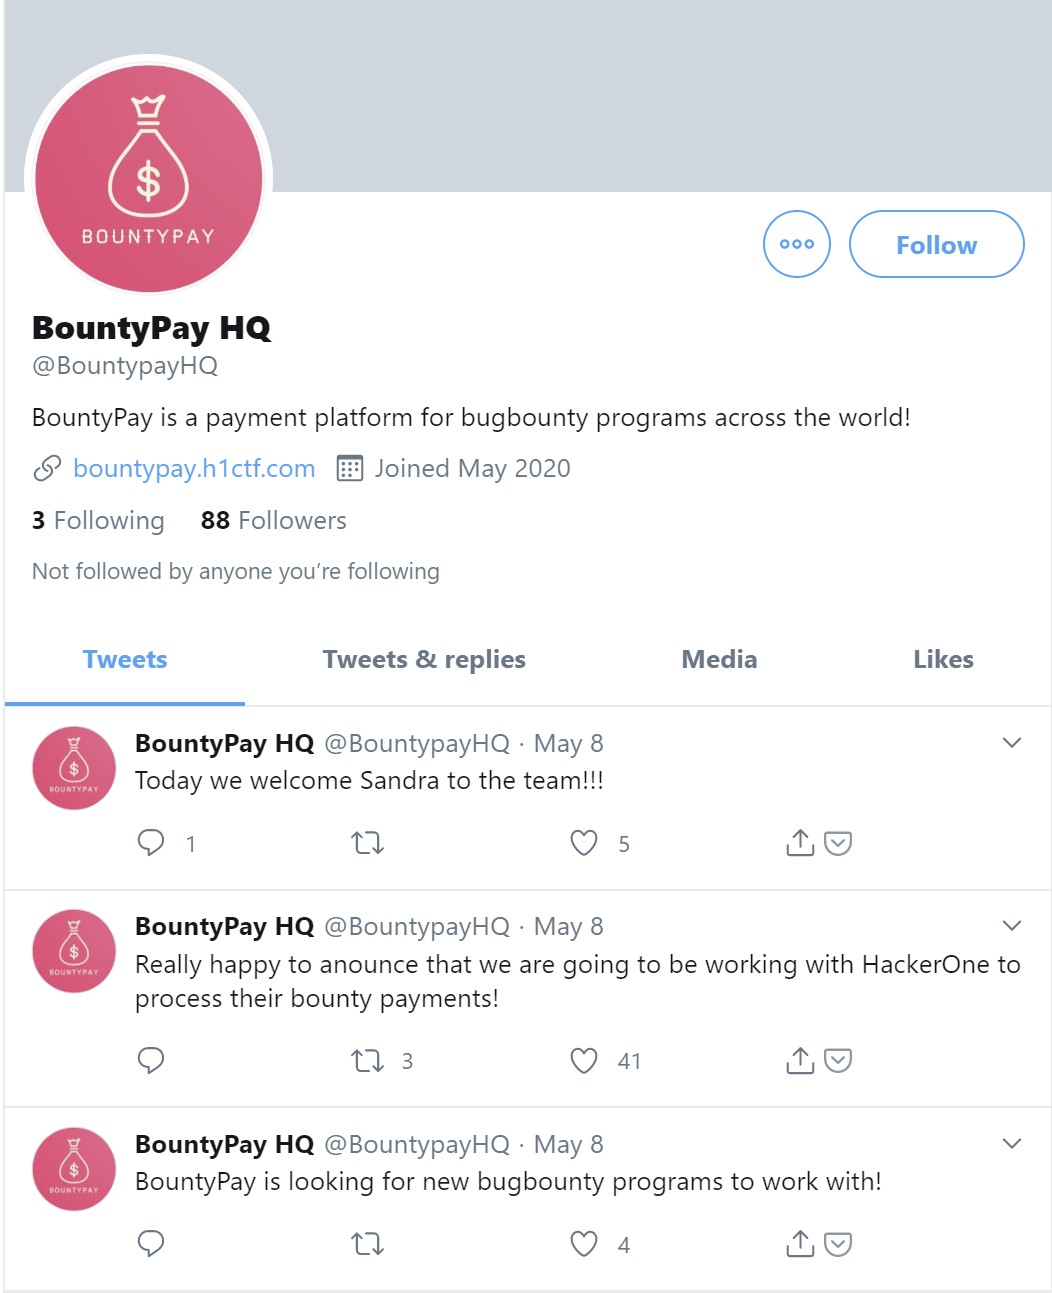 $
BOUNTYPAY
Follow
BountyPay HQ
@BountypayHQ
BountyPay is a payment platform for bugbounty programs across the world!
bountypay.h1ctf.com Joined May 2020
3 Following 88 Followers
Not followed by anyone you’re following
Tweets Tweets & replies Media Likes
$
BOUNTYPAY
BountyPay HQ @BountypayHQ · May 8
Today we welcome Sandra to the team!!!
1 5
$
BOUNTYPAY
BountyPay HQ @BountypayHQ · May 8
Really happy to anounce that we are going to be working with HackerOne to
process their bounty payments!
3 41
$
BOUNTYPAY
BountyPay HQ @BountypayHQ · May 8
BountyPay is looking for new bugbounty programs to work with!
4